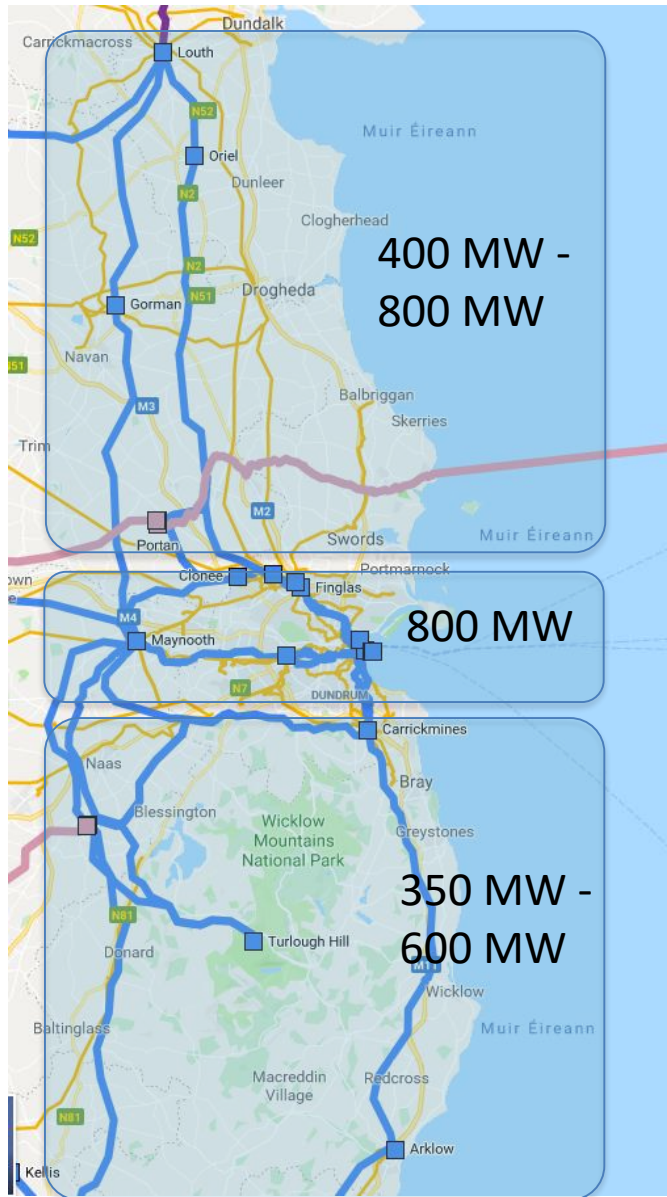 Dundalk
Carrickmacross
Louth
N52
Muir Éireann
Oriel
Dunleer
N2
Clogherhead
N52
400 MW -
800 MW
N2
N51
Drogheda
Gorman
Navan
N51
Balbriggan
M3
Skerries
Trim
M2
Swords
Muir Éireann
Portan
Portmarnock
Clonee
Finglas
M4
800 MW
Maynooth
N7
DUNDRUM
Carrickmines
Naas
Bray
Blessington
Wicklow
Mountains
National Park
Greystones
350 MW -
600 MW
N81
Turlough Hill
Donard
M11
Wicklow
Baltinglass
Muir Éireann
Macreddin
Village
Redcross
N81
Arklow
Kellis